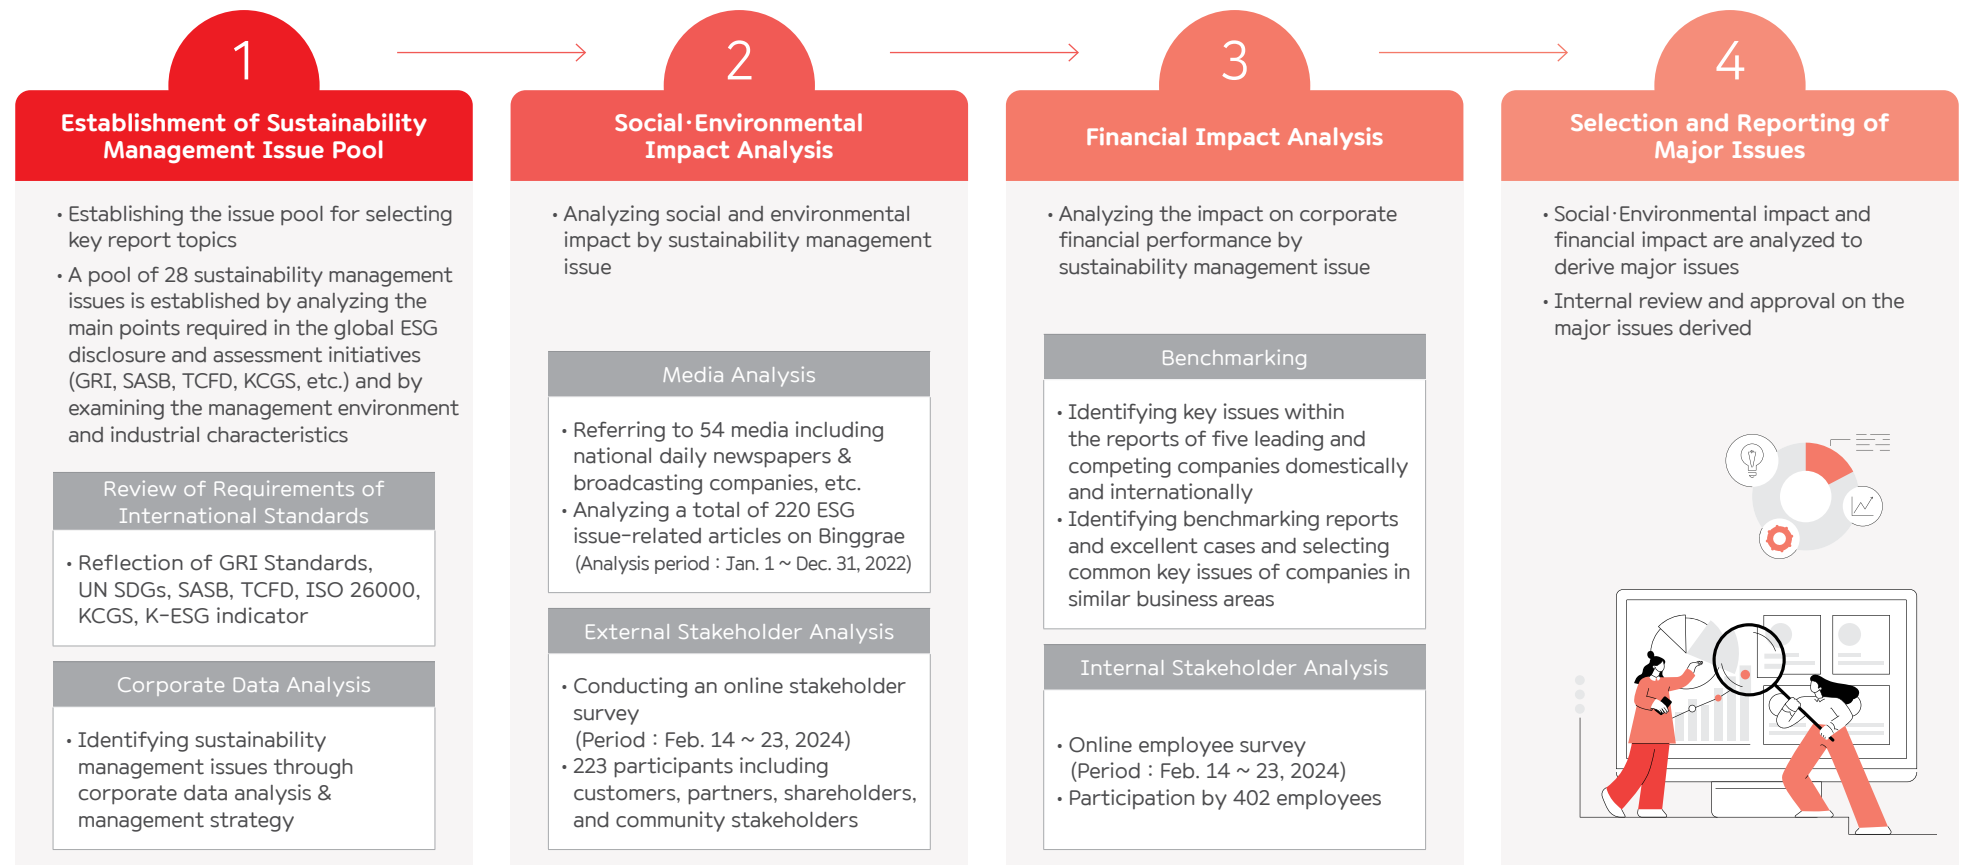 1
Establishment of Sustainability
Management Issue Pool
• Establishing the issue pool for selecting
key report topics
• A pool of 28 sustainability management
issues is established by analyzing the
main points required in the global ESG
disclosure and assessment initiatives
(GRI, SASB, TCFD, KCGS, etc.) and by
examining the management environment
and industrial characteristics
Review of Requirements of
International Standards
• Reflection of GRI Standards,
UN SDGs, SASB, TCFD, ISO 26000,
KCGS, K-ESG indicator
Corporate Data Analysis
• Identifying sustainability
management issues through
corporate data analysis &
management strategy
2
Social·Environmental
Impact Analysis
• Analyzing social and environmental
impact by sustainability management
issue
Media Analysis
• Referring to 54 media including
national daily newspapers &
broadcasting companies, etc.
• Analyzing a total of 220 ESG
issue-related articles on Binggrae
(Analysis period : Jan. 1 ~ Dec. 31, 2022)
External Stakeholder Analysis
• Conducting an online stakeholder
survey
(Period : Feb. 14 ~ 23, 2024)
• 223 participants including
customers, partners, shareholders,
and community stakeholders
3
Financial Impact Analysis
• Analyzing the impact on corporate
financial performance by
sustainability management issue
Benchmarking
• Identifying key issues within
the reports of five leading and
competing companies domestically
and internationally
• Identifying benchmarking reports
and excellent cases and selecting
common key issues of companies in
similar business areas
Internal Stakeholder Analysis
• Online employee survey
(Period : Feb. 14 ~ 23, 2024)
• Participation by 402 employees
4
Selection and Reporting of
Major Issues
• Social·Environmental impact and
financial impact are analyzed to
derive major issues
• Internal review and approval on the
major issues derived